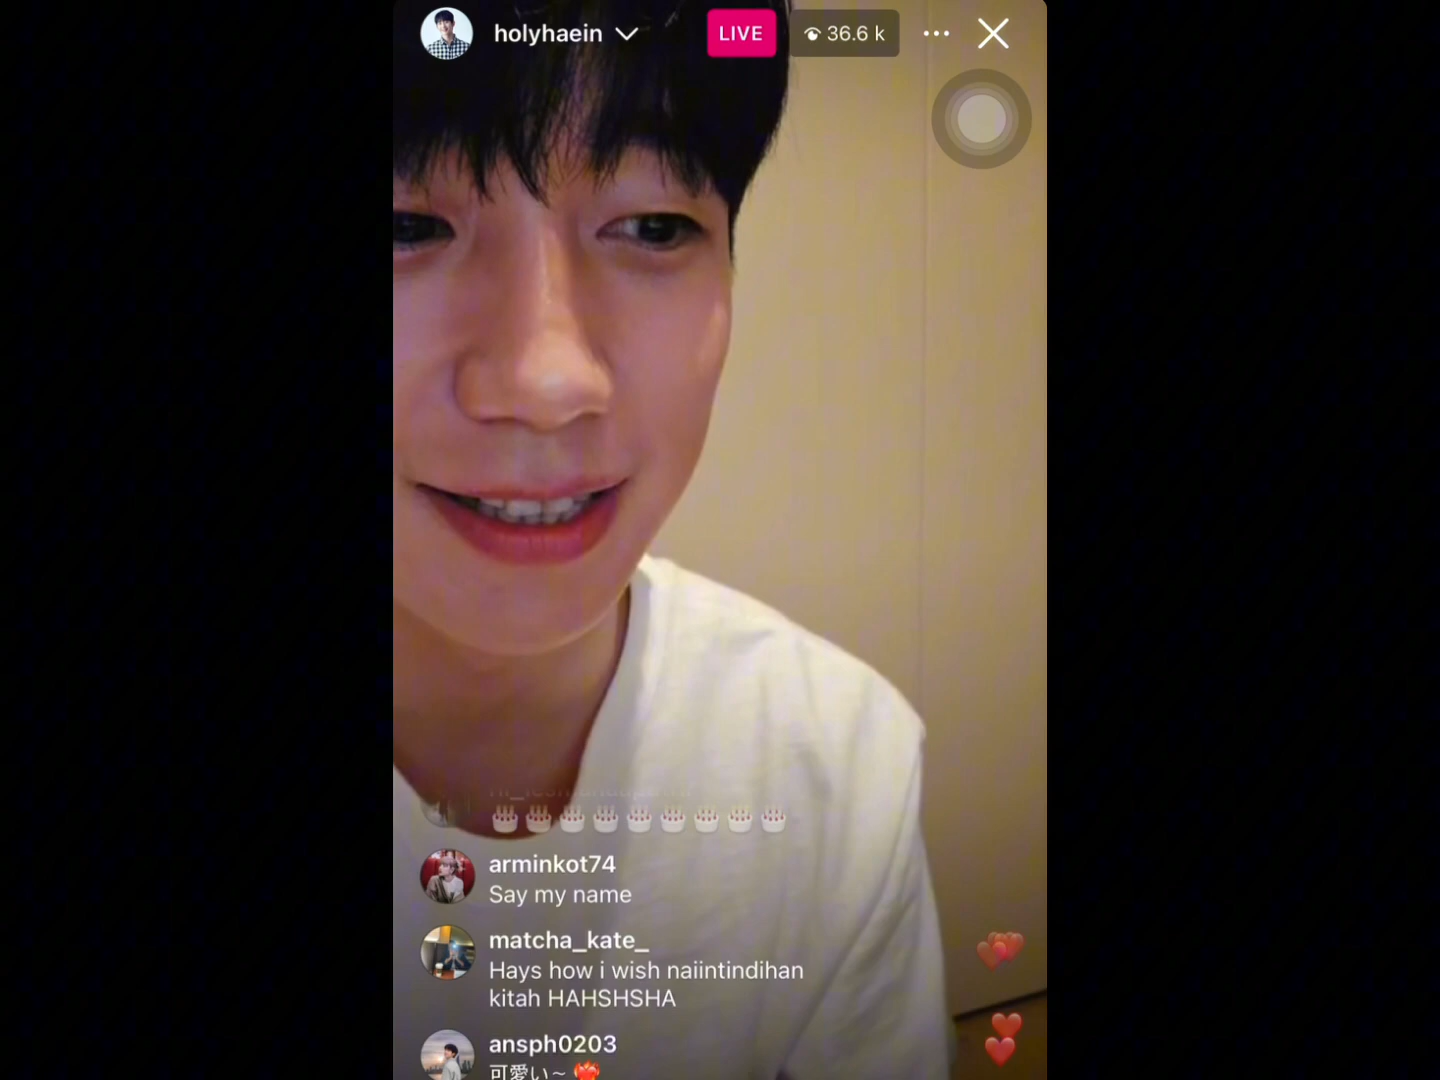 holyhaein
LIVE
36.6 k
🎂🎂🎂🎂🎂🎂🎂🎂🎂
arminkot74
Say my name
matcha_kate_
Hays how i wish naiintindihan
kitah HAHSHSHA
ansph0203
可愛い~ ❤️‍🔥